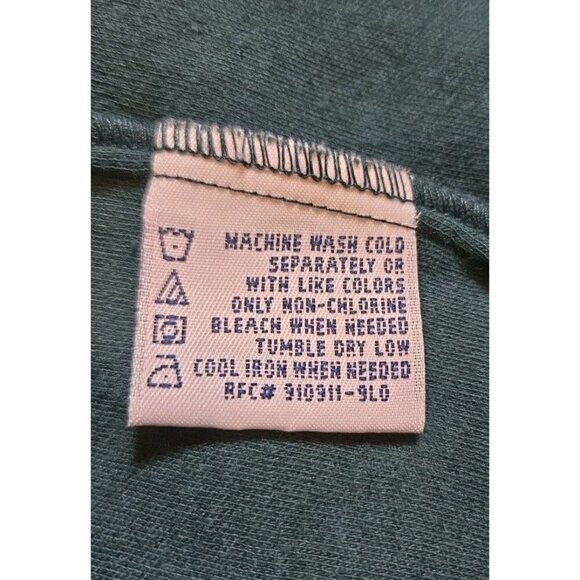 MACHINE WASH COLD
SEPARATELY OR
WITH LIKE COLORS
ONLY NON-CHLORINE
BLEACH WHEN NEEDED
TUMBLE DRY LOW
COOL IRON WHEN NEEDED
RFC# 910911-9L0